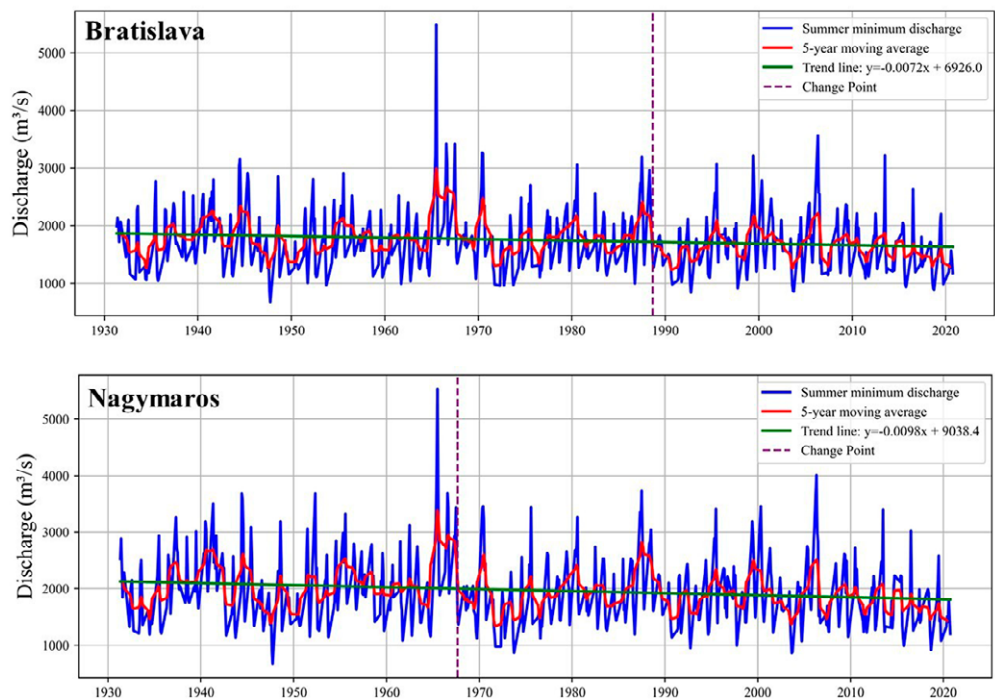 Bratislava
Summer minimum discharge
5-year moving average
Trend line: y=-0.0072x + 6926.0
Change Point
Discharge (m³/s)
5000
4000
3000
2000
1000
1930 1940 1950 1960 1970 1980 1990 2000 2010 2020
Nagymaros
Summer minimum discharge
5-year moving average
Trend line: y=-0.0098x + 9038.4
Change Point
Discharge (m³/s)
5000
4000
3000
2000
1000
1930 1940 1950 1960 1970 1980 1990 2000 2010 2020